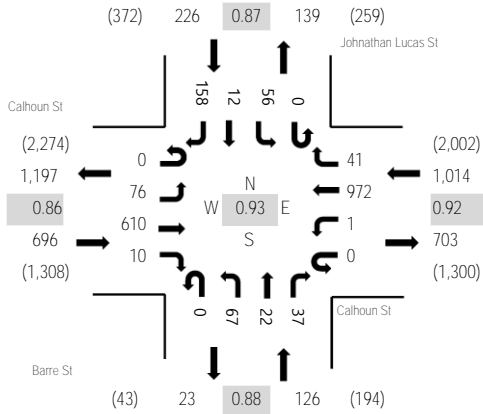 (372) 226 0.87 139 (259)
Johnathan Lucas St
158 12 56 0
Calhoun St
(2,274)
1,197
0.86
696
(1,308)
0
76
610
10
N
W 0.93 E
S
41
972
1
0
(2,002)
1,014
0.92
703
(1,300)
0 67 22 37
Calhoun St
Barre St
(43) 23 0.88 126 (194)